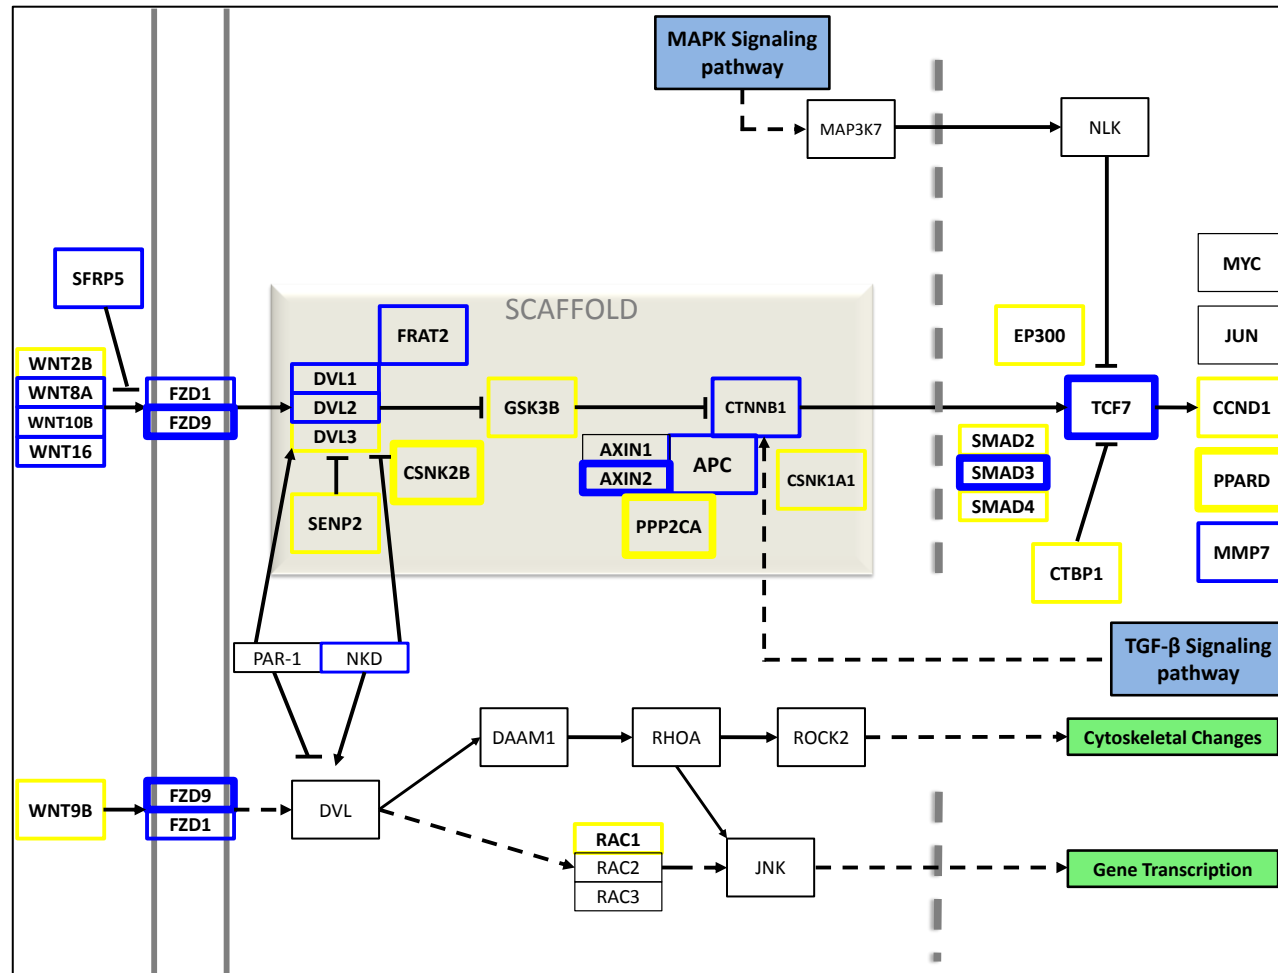 MAPK Signaling
pathway
MAP3K7
NLK
SFRP5
MYC
SCAFFOLD
FRAT2
EP300
JUN
WNT2B
WNT8A
WNT10B
WNT16
FZD1
FZD9
DVL1
DVL2
DVL3
GSK3B
CTNNB1
TCF7
CCND1
CSNK2B
AXIN1
AXIN2
APC
CSNK1A1
SMAD2
SMAD3
SMAD4
PPARD
SENP2
PPP2CA
CTBP1
MMP7
PAR-1
NKD
TGF-β Signaling
pathway
DAAM1
RHOA
ROCK2
Cytoskeletal Changes
WNT9B
FZD9
FZD1
DVL
RAC1
RAC2
RAC3
JNK
Gene Transcription